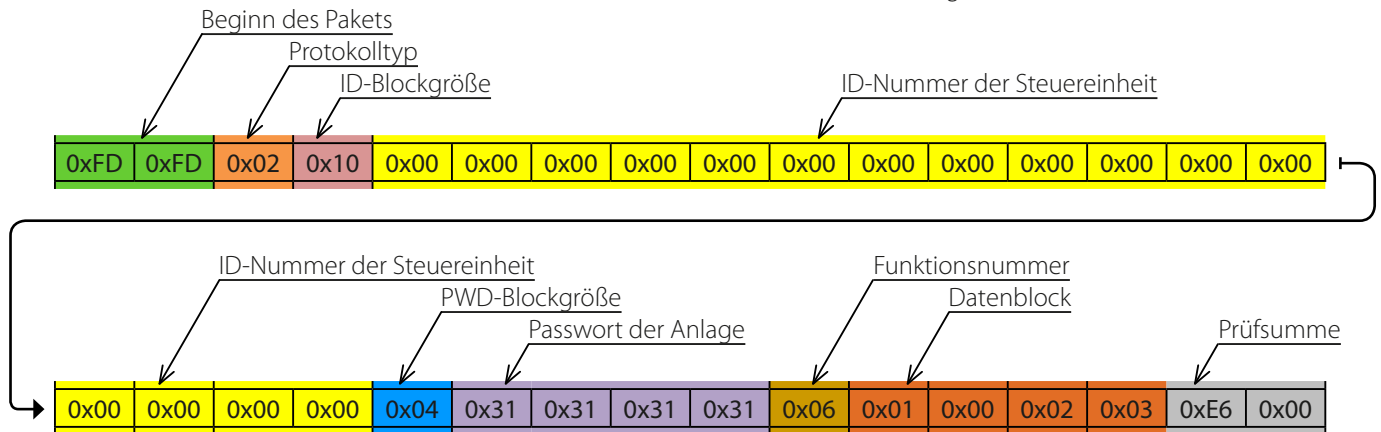 Beginn des Pakets
Protokolltyp
ID-Blockgröße
ID-Nummer der Steuereinheit
0xFD 0xFD 0x02 0x10 0x00 0x00 0x00 0x00 0x00 0x00 0x00 0x00 0x00 0x00 0x00 0x00
ID-Nummer der Steuereinheit
Funktionsnummer
PWD-Blockgröße
Datenblock
Passwort der Anlage
Prüfsumme
0x00 0x00 0x00 0x00 0x04 0x31 0x31 0x31 0x31 0x06 0x01 0x00 0x02 0x03 0xE6 0x00